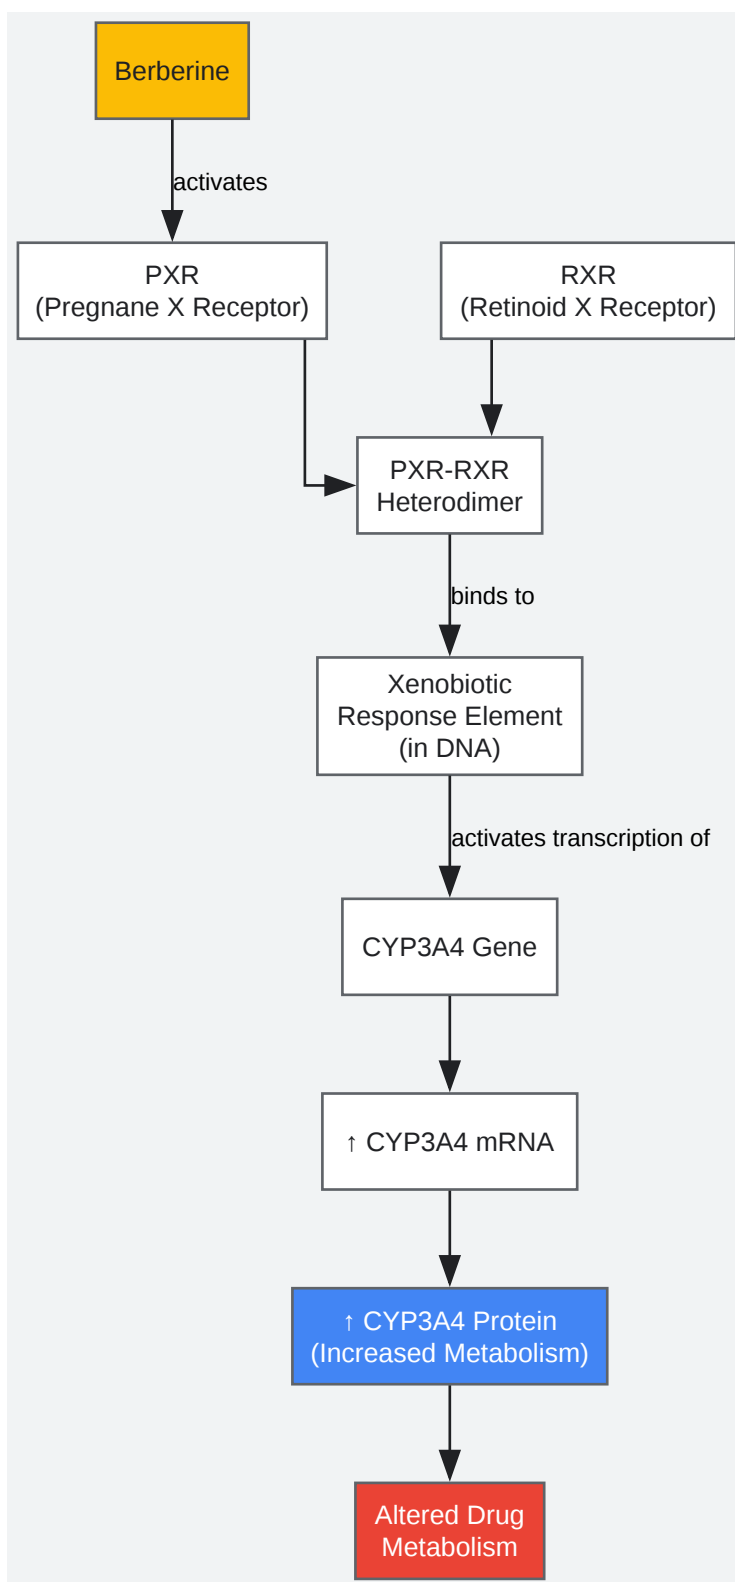 Berberine
activates
PXR
(Pregnane X Receptor)
RXR
(Retinoid X Receptor)
PXR-RXR
Heterodimer
binds to
Xenobiotic
Response Element
(in DNA)
activates transcription of
CYP3A4 Gene
↑ CYP3A4 mRNA
↑ CYP3A4 Protein
(Increased Metabolism)
Altered Drug
Metabolism